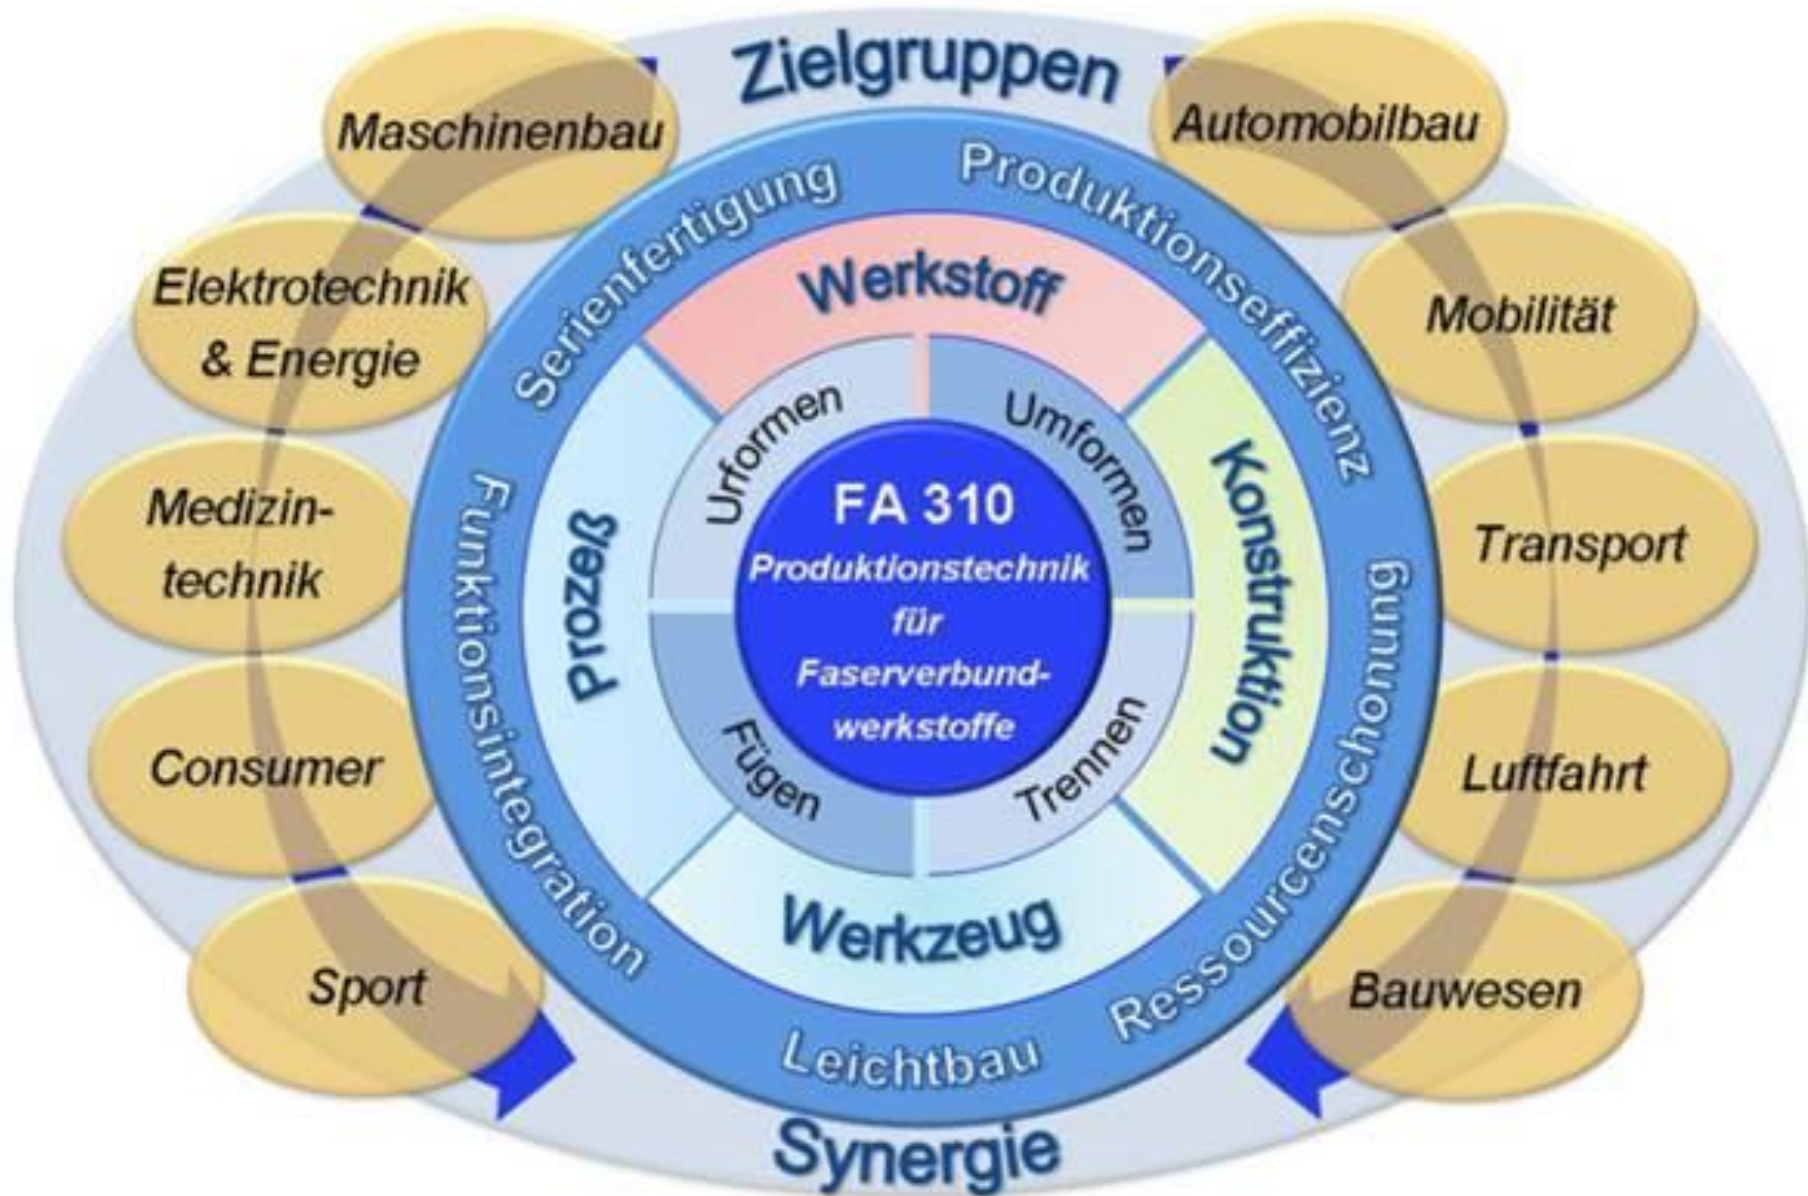 Zielgruppen
Maschinenbau
Automobilbau
Elektrotechnik
& Energie
Mobilität
Medizin-
technik
Transport
Consumer
Luftfahrt
Sport
Bauwesen
Serienfertigung
Produktionseffizienz
Funktionsintegration
Ressourcenschonung
Leichtbau
Werkstoff
Prozeß
Konstruktion
Werkzeug
Urformen
Umformen
Fügen
Trennen
FA 310
Produktionstechnik
für
Faserverbund-
werkstoffe
Synergie